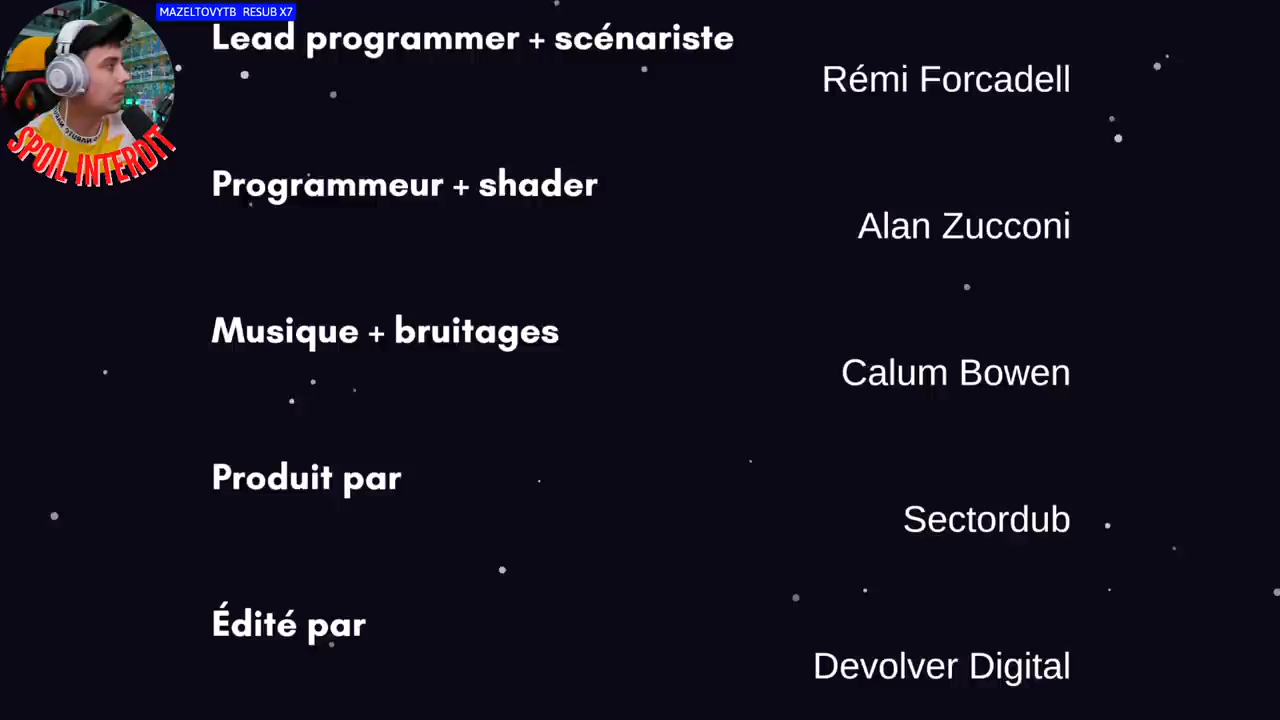 MAZELTOVYTB RESUB X7
Lead programmer + scénariste
Rémi Forcadell
SPOIL INTERDIT
Programmeur + shader
Alan Zucconi
Musique + bruitages
Calum Bowen
Produit par
Sectordub
Édité par
Devolver Digital